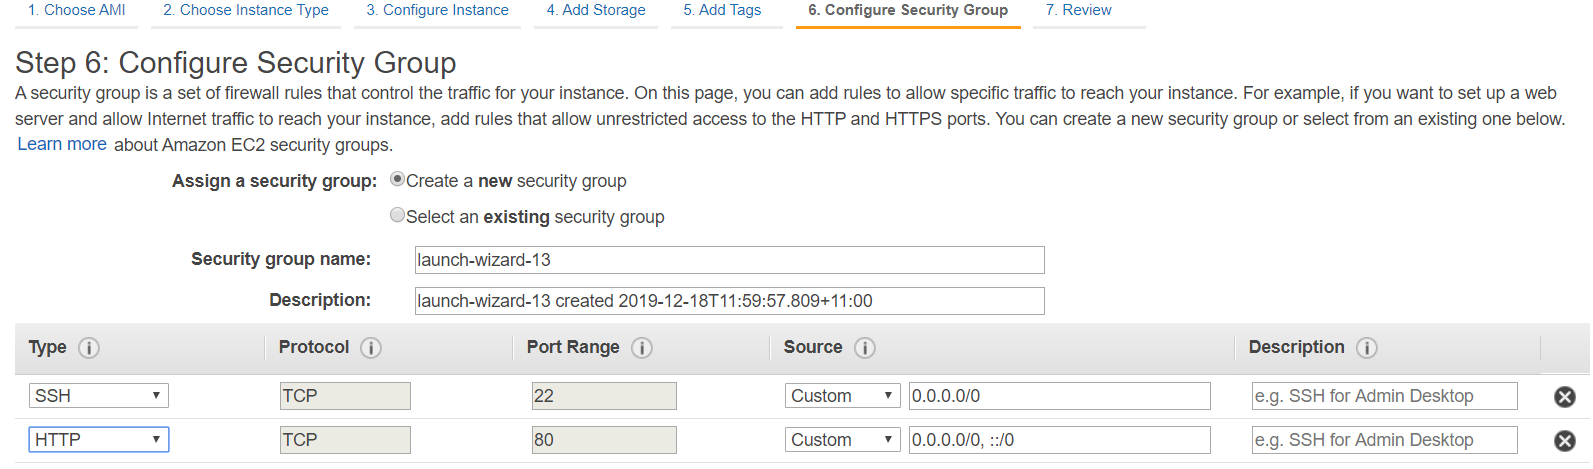 1. Choose AMI 2. Choose Instance Type 3. Configure Instance 4. Add Storage 5. Add Tags 6. Configure Security Group 7. Review
Step 6: Configure Security Group
A security group is a set of firewall rules that control the traffic for your instance. On this page, you can add rules to allow specific traffic to reach your instance. For example, if you want to set up a web
server and allow Internet traffic to reach your instance, add rules that allow unrestricted access to the HTTP and HTTPS ports. You can create a new security group or select from an existing one below.
Learn more about Amazon EC2 security groups.
Assign a security group: Create a new security group
Select an existing security group
Security group name: launch-wizard-13
Description: launch-wizard-13 created 2019-12-18T11:59:57.809+11:00
Type i Protocol i Port Range i Source i Description i
SSH TCP 22 Custom 0.0.0.0/0 e.g. SSH for Admin Desktop
HTTP TCP 80 Custom 0.0.0.0/0, ::/0 e.g. SSH for Admin Desktop